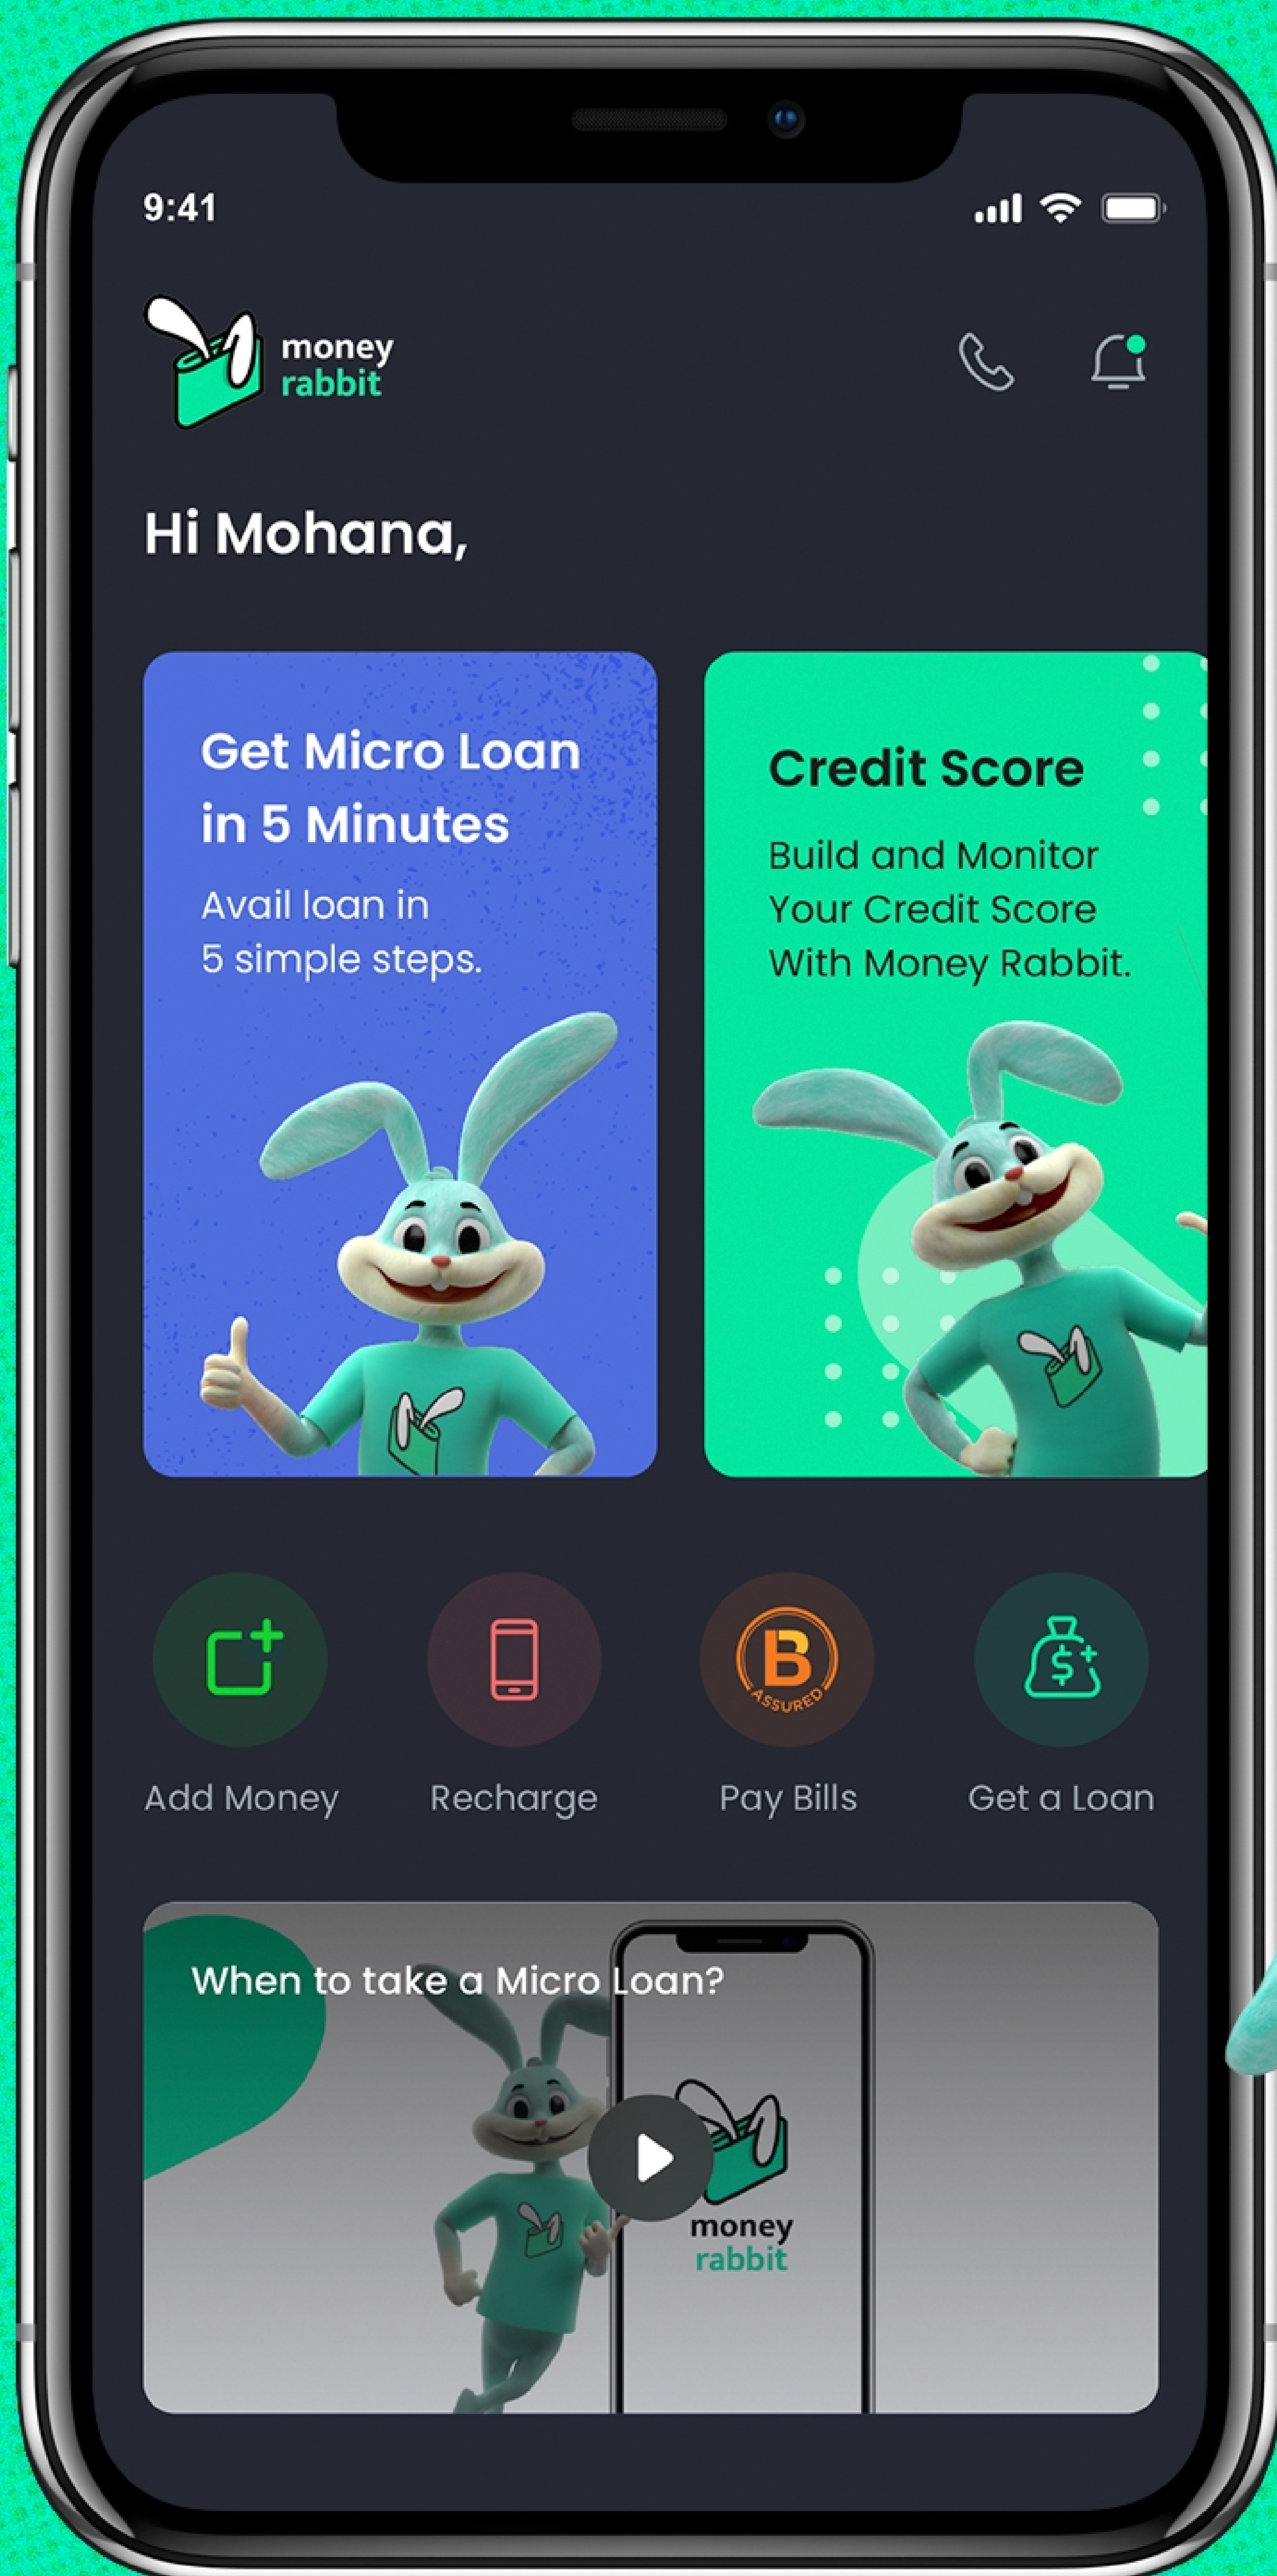 9:41
money
rabbit
Hi Mohana,
Get Micro Loan
in 5 Minutes
Avail loan in
5 simple steps.
Credit Score
Build and Monitor
Your Credit Score
With Money Rabbit.
B
ASSURED
Add Money
Recharge
Pay Bills
Get a Loan
When to take a Micro Loan?
money
rabbit